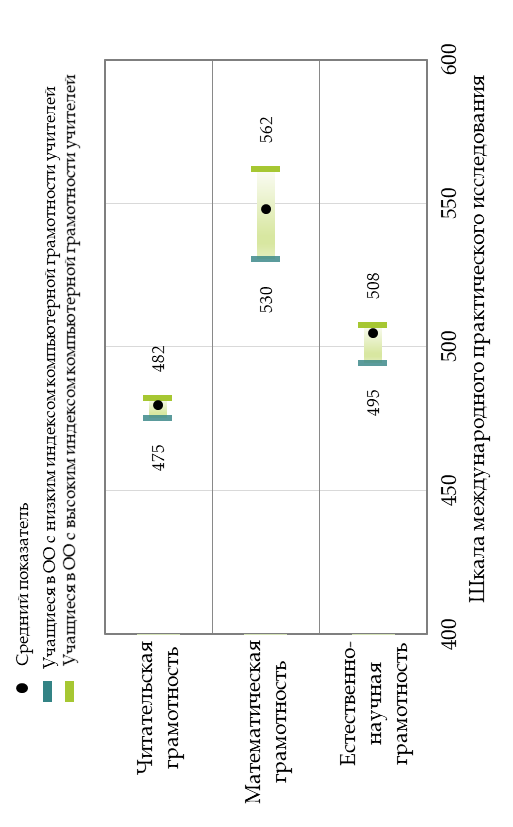 Средний показатель
Учащиеся в ОО с низким индексом компьютерной грамотности учителей
Учащиеся в ОО с высоким индексом компьютерной грамотности учителей
Читательская
грамотность
475
482
Математическая
грамотность
530
562
Естественно-
научная
грамотность
495
508
400
450
500
550
600
Шкала международного практического исследования